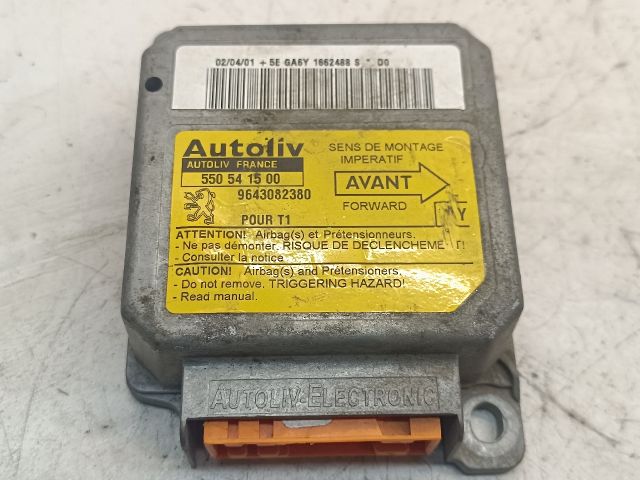 02/04/01 + 5E GA6Y 1662488 S * D0
Autoliv
AUTOLIV FRANCE
550 54 15 00
9643082380
POUR T1
SENS DE MONTAGE
IMPERATIF
AVANT
FORWARD
ATTENTION! Airbag(s) et Prétensionneurs.
- Ne pas démonter. RISQUE DE DECLENCHEMENT!
- Consulter la notice
CAUTION! Airbag(s) and Prétensioners.
- Do not remove. TRIGGERING HAZARD!
- Read manual.
AUTOLIV-ELECTRONIC